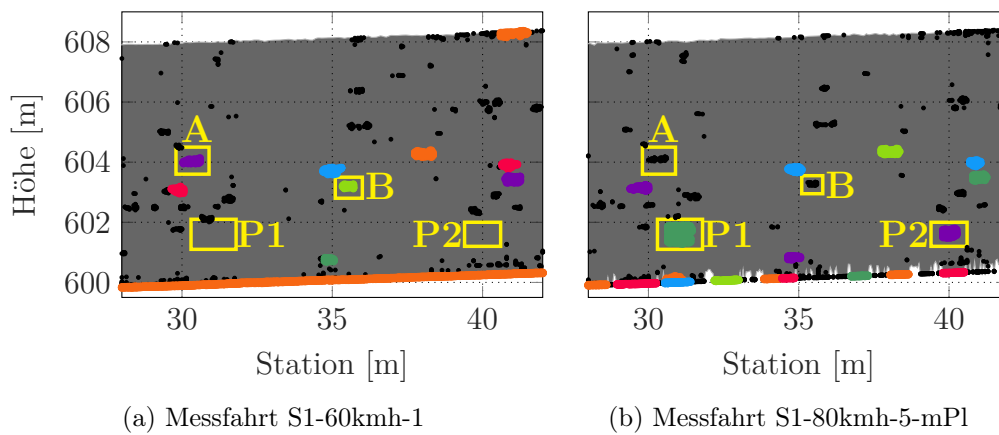 608
606
604
602
600
Höhe [m]
A
B
P1
P2
30
35
40
Station [m]
(a) Messfahrt S1-60kmh-1
A
B
P1
P2
30
35
40
Station [m]
(b) Messfahrt S1-80kmh-5-mPl